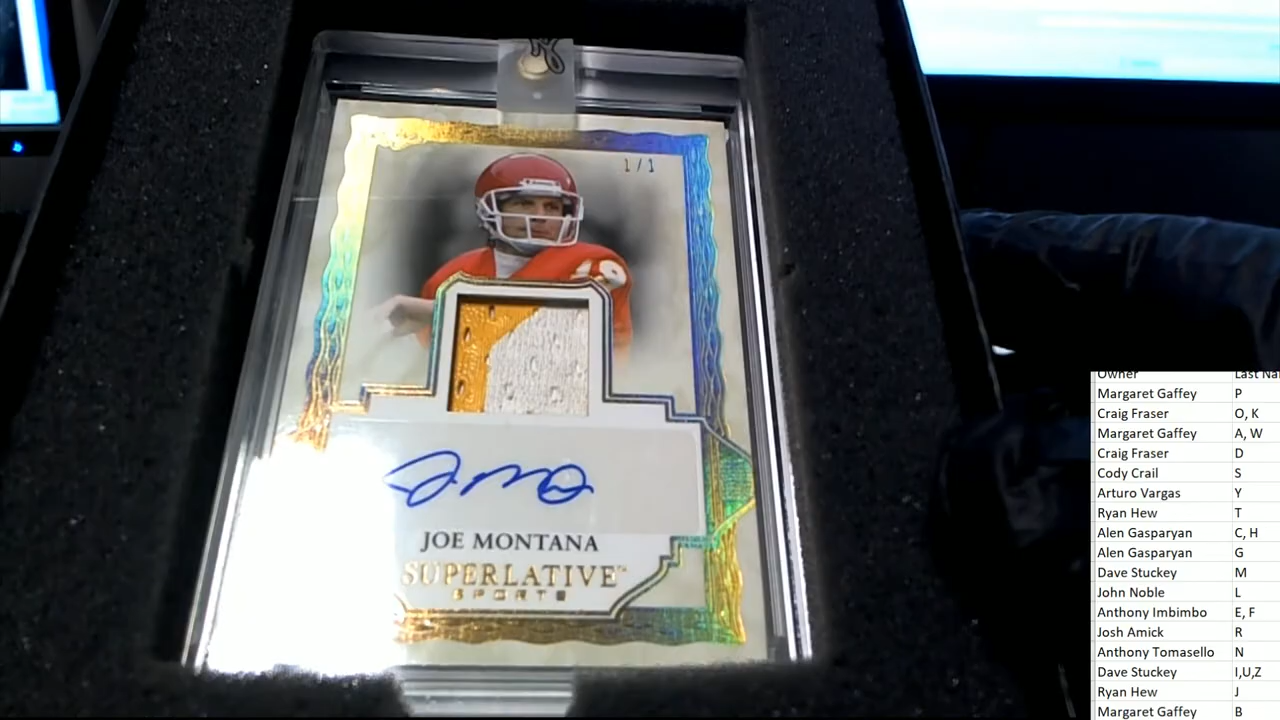 1/1
JOE MONTANA
SUPERLATIVE™
SPORTS
Owner
Margaret Gaffey P
Craig Fraser O, K
Margaret Gaffey A, W
Craig Fraser D
Cody Crail S
Arturo Vargas Y
Ryan Hew T
Alen Gasparyan C, H
Alen Gasparyan G
Dave Stuckey M
John Noble L
Anthony Imbimbo E, F
Josh Amick R
Anthony Tomasello N
Dave Stuckey I,U,Z
Ryan Hew J
Margaret Gaffey B